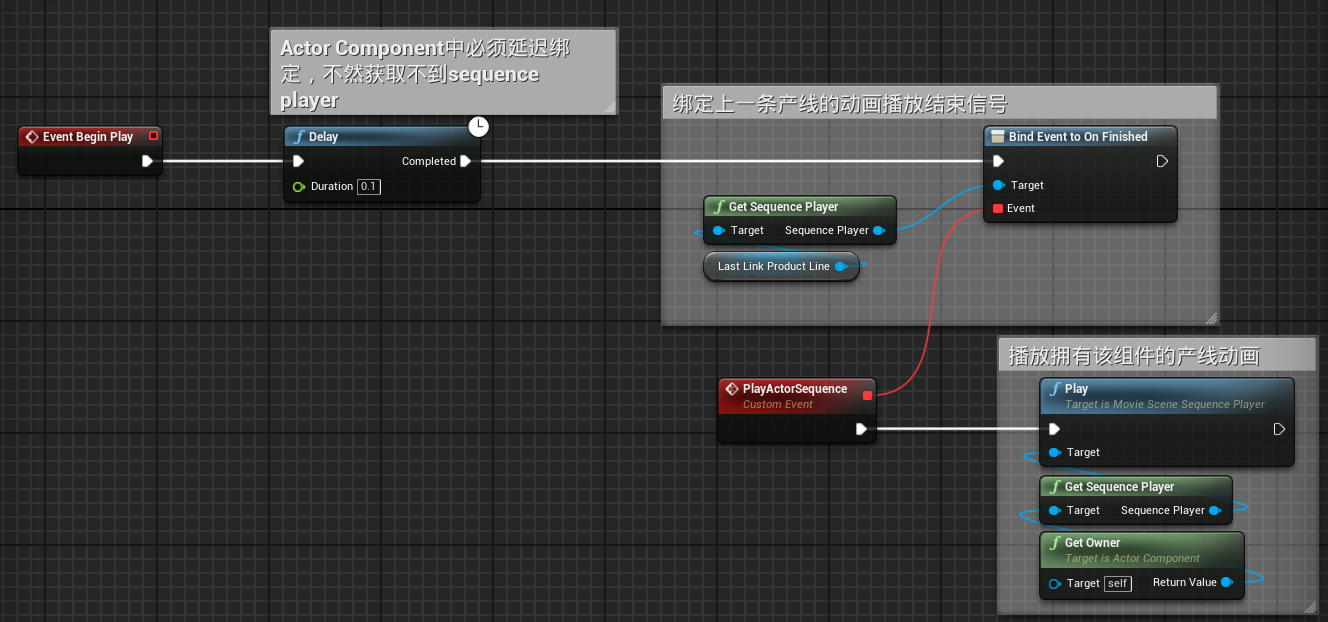 Actor Component中必须延迟绑
定，不然获取不到sequence
player
绑定上一条产线的动画播放结束信号
Event Begin Play
Delay
Completed
Duration 0.1
Bind Event to On Finished
Target
Event
Get Sequence Player
Target Sequence Player
Last Link Product Line
播放拥有该组件的产线动画
PlayActorSequence
Custom Event
Play
Target is Movie Scene Sequence Player
Target
Get Sequence Player
Target Sequence Player
Get Owner
Target is Actor Component
Target self Return Value